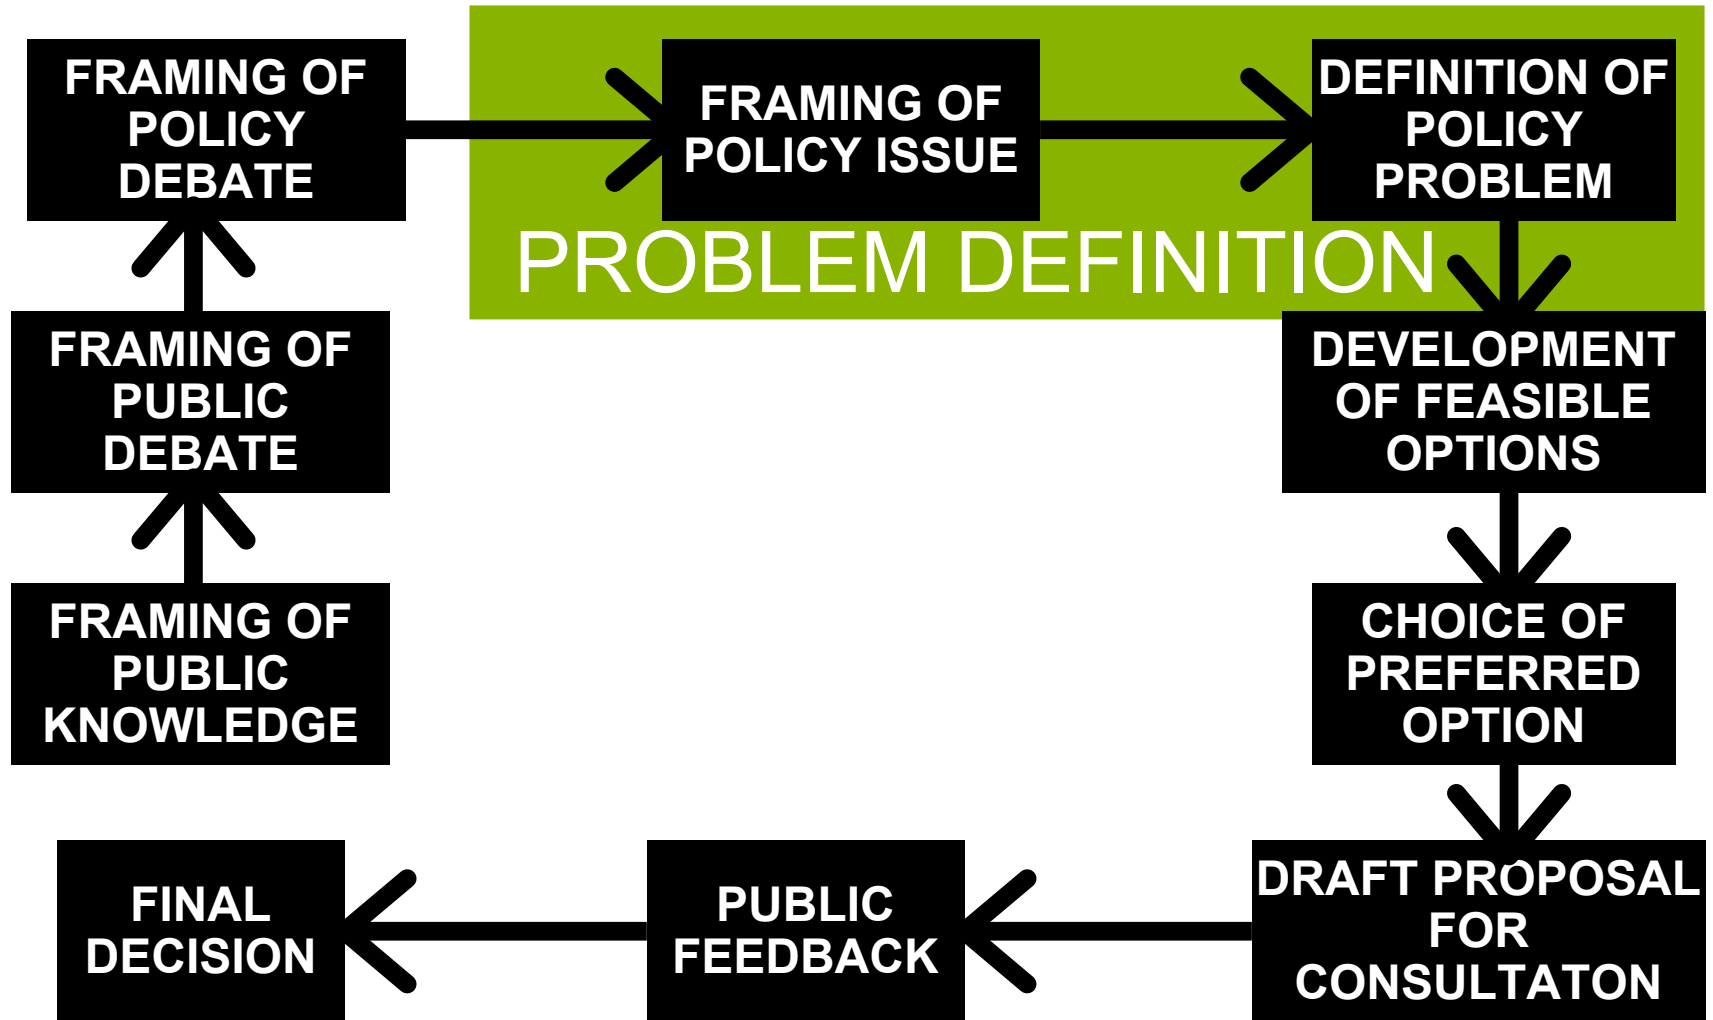 FRAMING OF
POLICY
DEBATE
FRAMING OF
POLICY ISSUE
DEFINITION OF
POLICY
PROBLEM
PROBLEM DEFINITION
FRAMING OF
PUBLIC
DEBATE
DEVELOPMENT
OF FEASIBLE
OPTIONS
FRAMING OF
PUBLIC
KNOWLEDGE
CHOICE OF
PREFERRED
OPTION
FINAL
DECISION
PUBLIC
FEEDBACK
DRAFT PROPOSAL
FOR
CONSULTATON